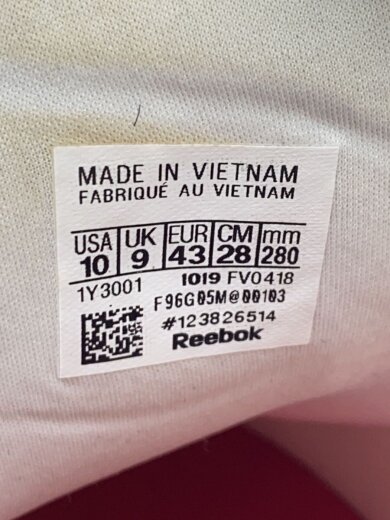 MADE IN VIETNAM
FABRIQUÉ AU VIETNAM
USA UK EUR CM mm
10 9 43 28 280
1Y3001 1019 FV0418
F96G05M@00103
#123826514
Reebok